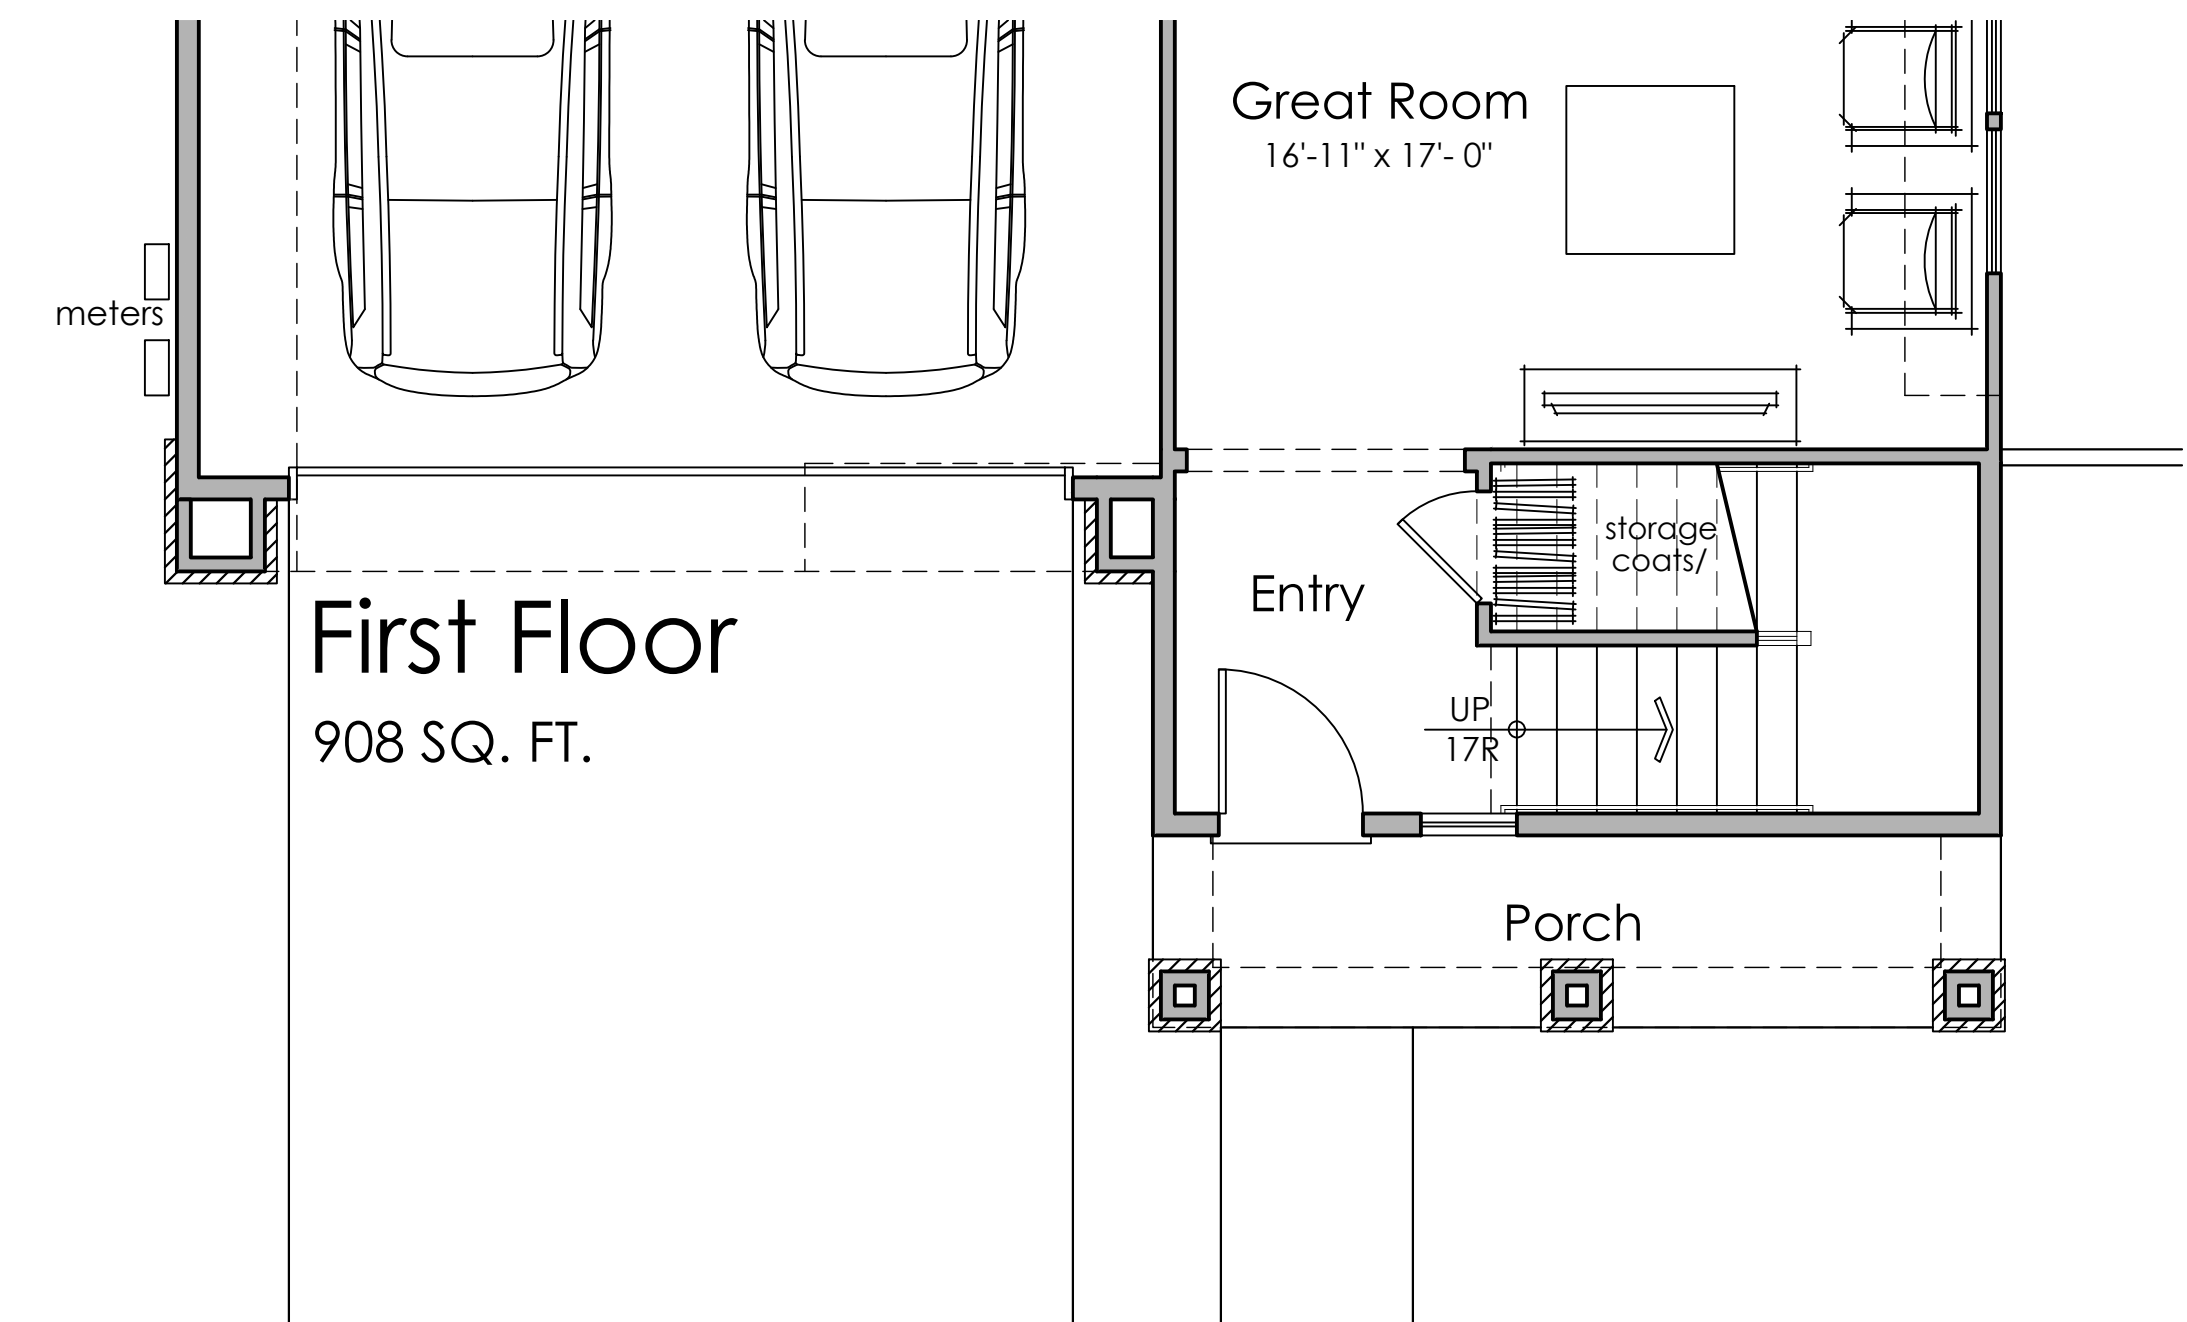 Great Room
16'-11" x 17'- 0"
meters
storage
coats/
Entry
First Floor
908 SQ. FT.
UP
17R
Porch